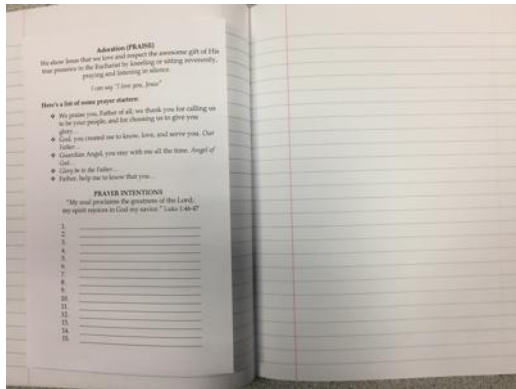 Adoration (PRAISE)
We show Jesus that we love and respect the awesome gift of His
true presence in the Eucharist by kneeling or sitting reverently,
praying and listening in silence.
I can say "I love you, Jesus"
Here's a list of some prayer starters:
❖ We praise you, Father of all, we thank you for calling us
to be your people, and for choosing us to give you
glory...
❖ God, you created me to know, love, and serve you. Our
Father...
❖ Guardian Angel, you stay with me all the time. Angel of
God...
❖ Glory be to the Father...
❖ Father, help me to know that you...
PRAYER INTENTIONS
"My soul proclaims the greatness of the Lord;
my spirit rejoices in God my savior." Luke 1:46-47
1.
2.
3.
4.
5.
6.
7.
8.
9.
10.
11.
12.
13.
14.
15.